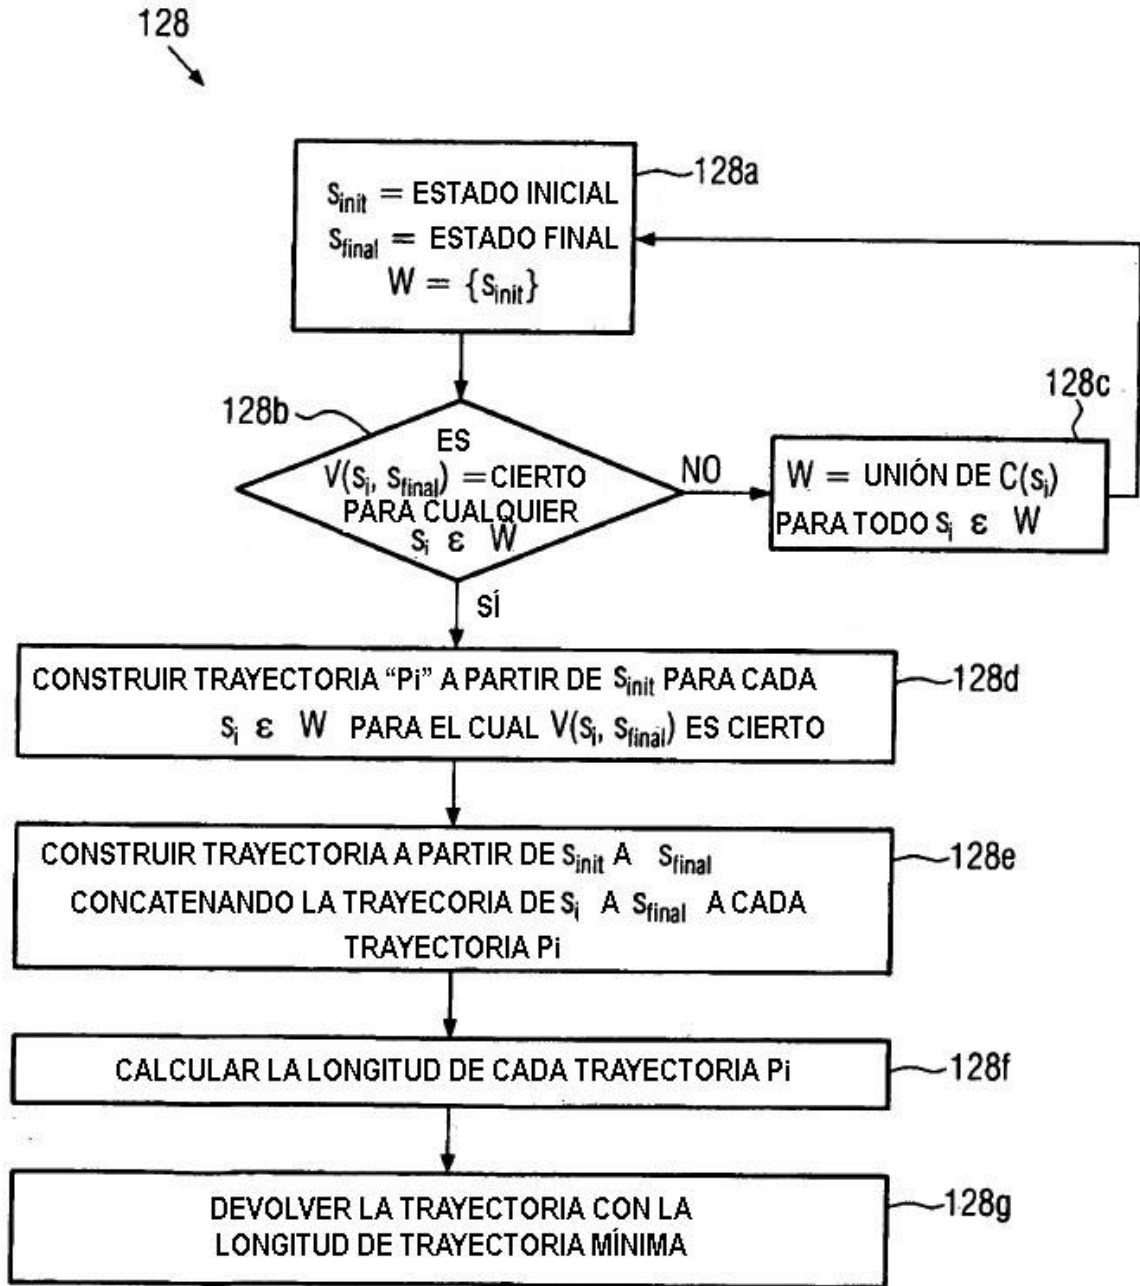 128
128a
s_init = ESTADO INICIAL
s_final = ESTADO FINAL
W = {s_init}
128b
ES
V(s_i, s_final) = CIERTO
PARA CUALQUIER
s_i ε W
NO
128c
W = UNIÓN DE C(s_i)
PARA TODO s_i ε W
SÍ
CONSTRUIR TRAYECTORIA “Pi” A PARTIR DE s_init PARA CADA
s_i ε W PARA EL CUAL V(s_i, s_final) ES CIERTO
128d
CONSTRUIR TRAYECTORIA A PARTIR DE s_init A s_final
CONCATENANDO LA TRAYECORIA DE s_i A s_final A CADA
TRAYECTORIA Pi
128e
CALCULAR LA LONGITUD DE CADA TRAYECTORIA Pi
128f
DEVOLVER LA TRAYECTORIA CON LA
LONGITUD DE TRAYECTORIA MÍNIMA
128g